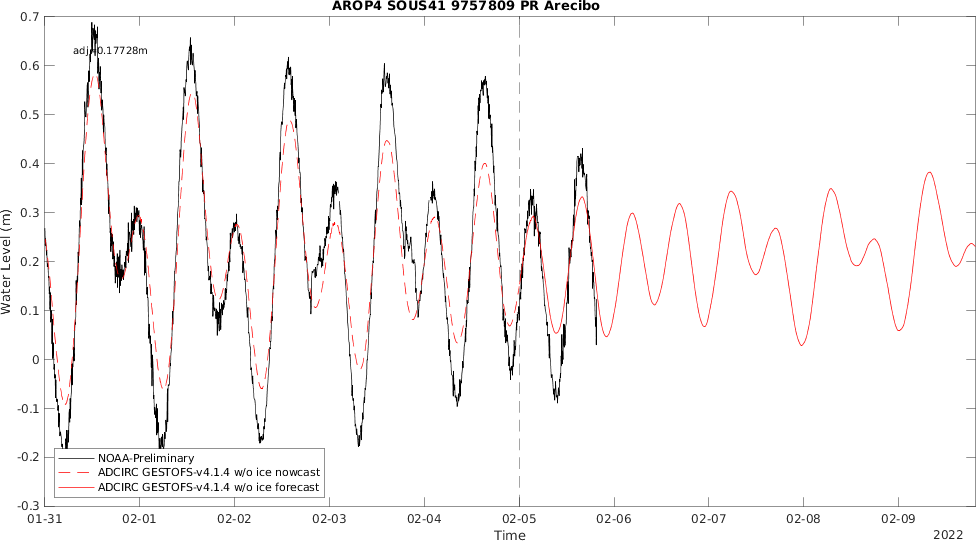 AROP4 SOUS41 9757809 PR Arecibo
0.7
0.6
0.5
0.4
0.3
0.2
0.1
0
-0.1
-0.2
-0.3
Water Level (m)
adj=0.17728m
NOAA-Preliminary
ADCIRC GESTOFS-v4.1.4 w/o ice nowcast
ADCIRC GESTOFS-v4.1.4 w/o ice forecast
01-31 02-01 02-02 02-03 02-04 02-05 02-06 02-07 02-08 02-09
Time
2022